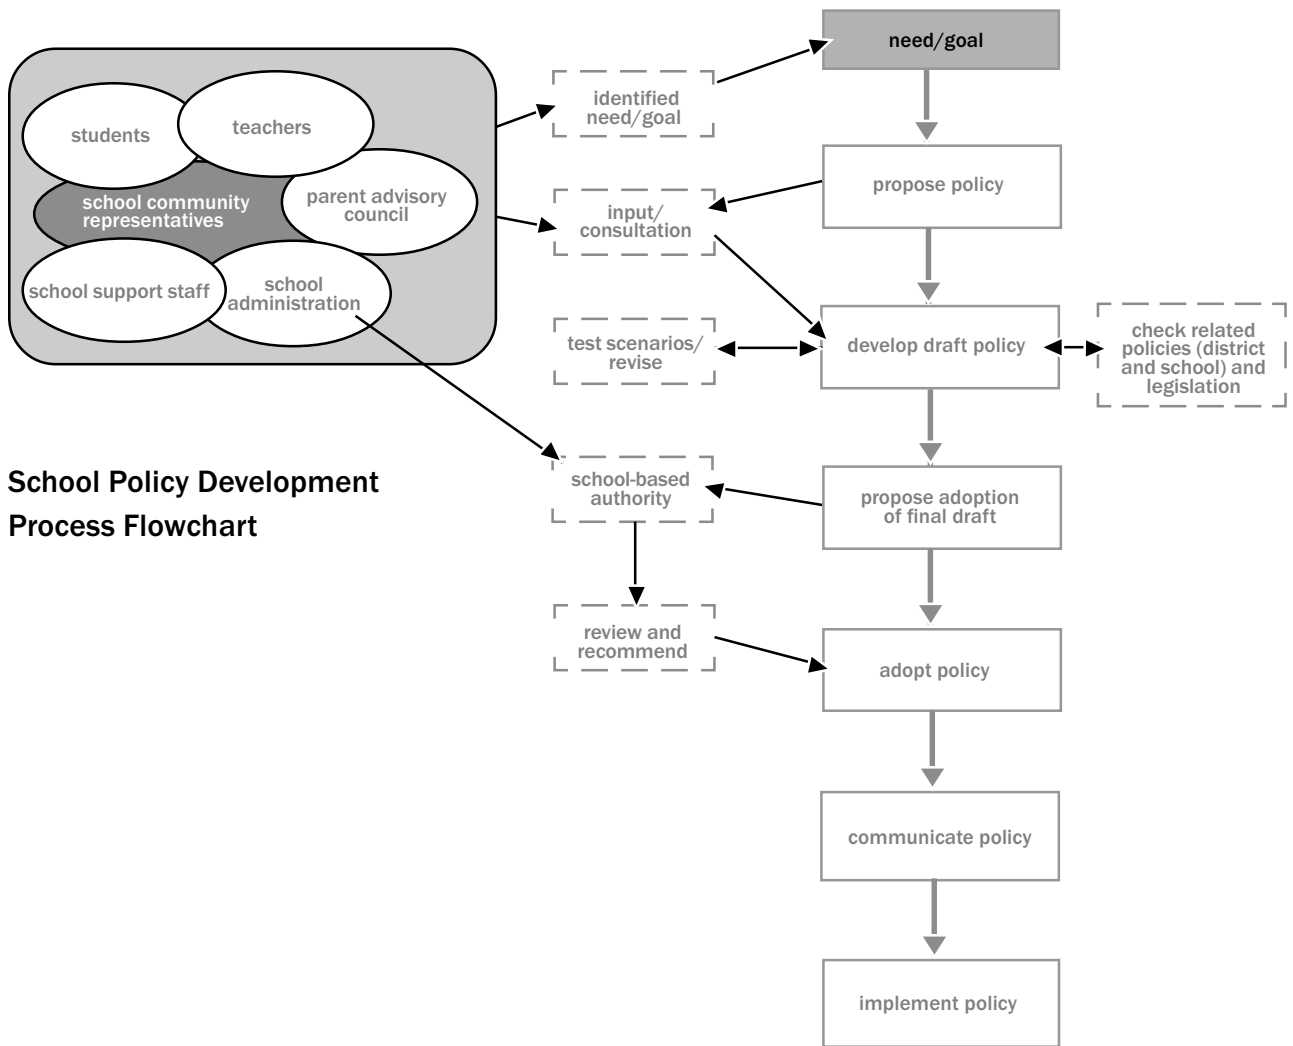 need/goal
identified
need/goal
students
teachers
propose policy
school community
representatives
parent advisory
council
input/
consultation
school support staff
school
administration
test scenarios/
revise
develop draft policy
check related
policies (district
and school) and
legislation
School Policy Development
Process Flowchart
school-based
authority
propose adoption
of final draft
review and
recommend
adopt policy
communicate policy
implement policy